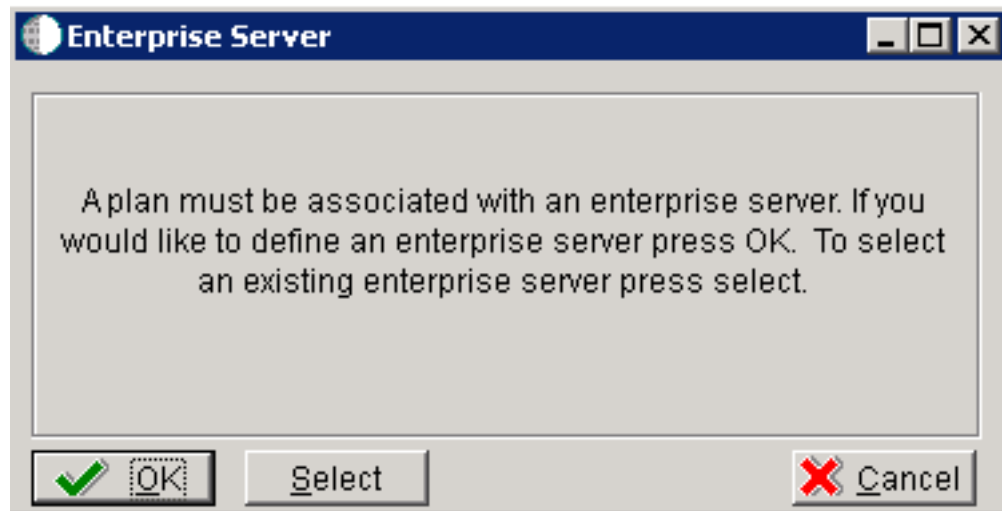 Enterprise Server
A plan must be associated with an enterprise server. If you
would like to define an enterprise server press OK.  To select
an existing enterprise server press select.
OK
Select
Cancel